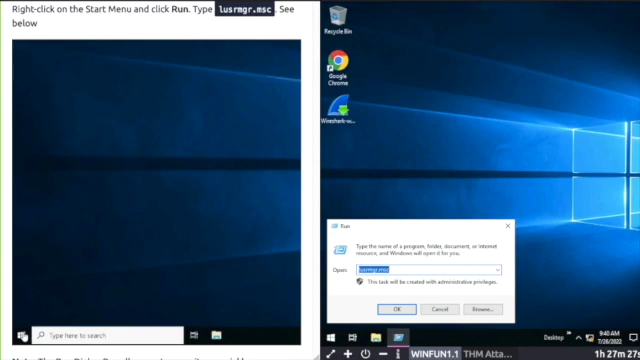 Right-click on the Start Menu and click Run. Type lusrmgr.msc . See
below
Type here to search
Recycle Bin
Google
Chrome
Wireshark-w...
Run
Type the name of a program, folder, document, or Internet
resource, and Windows will open it for you.
Open:
lusrmgr.msc
This task will be created with administrative privileges.
OK
Cancel
Browse...
Desktop
9:40 AM
7/26/2022
WINFUN1.1
THM Atta...
1h 27m 27